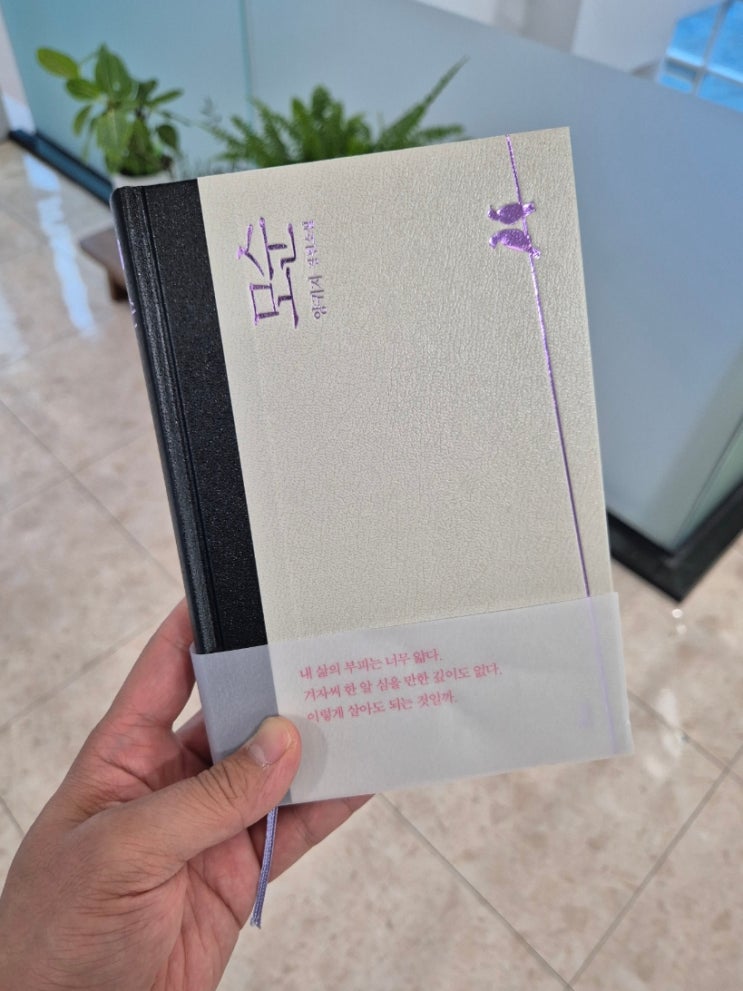 모순
양귀자 장편소설
내 삶의 부피는 너무 얇다.
겨자씨 한 알 심을 만한 깊이도 없다.
이렇게 살아도 되는 것일까.